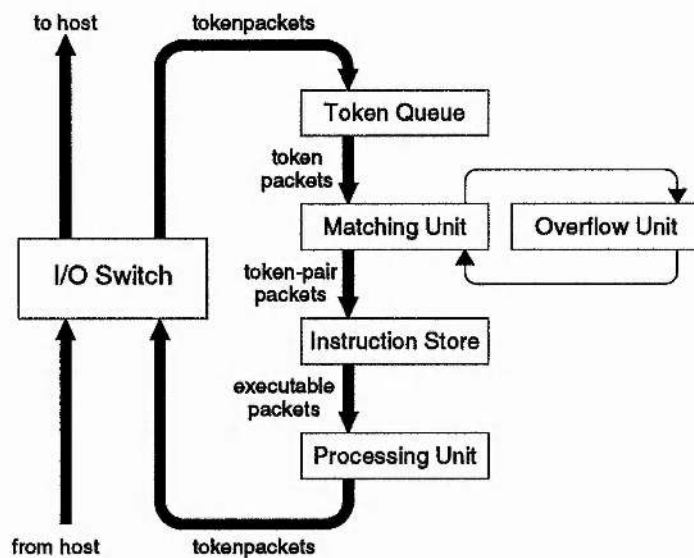 to host
tokenpackets
Token Queue
token
packets
Matching Unit
Overflow Unit
I/O Switch
token-pair
packets
Instruction Store
executable
packets
Processing Unit
from host
tokenpackets